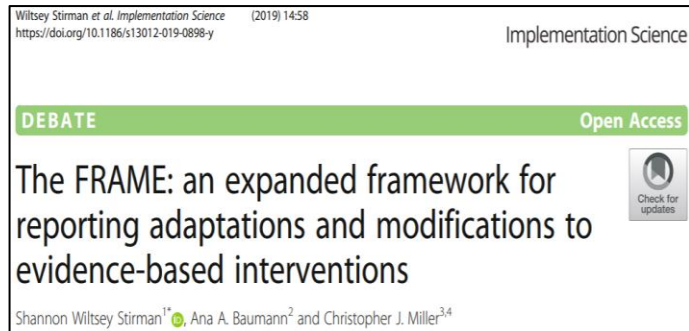 Wiltsey Stirman et al. Implementation Science (2019) 14:58
https://doi.org/10.1186/s13012-019-0898-y
Implementation Science
DEBATE Open Access
The FRAME: an expanded framework for
reporting adaptations and modifications to
evidence-based interventions
Check for
updates
Shannon Wiltsey Stirman1*, Ana A. Baumann2 and Christopher J. Miller3,4